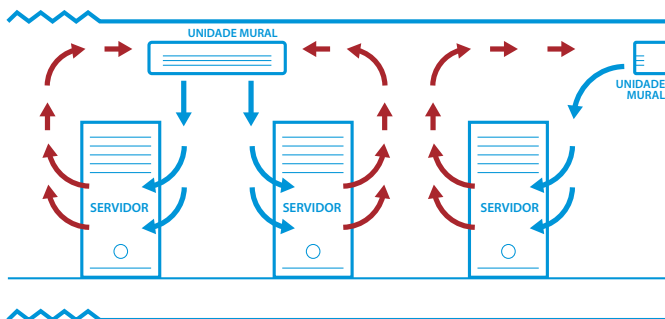 UNIDADE MURAL
UNIDADE
MURAL
SERVIDOR
SERVIDOR
SERVIDOR